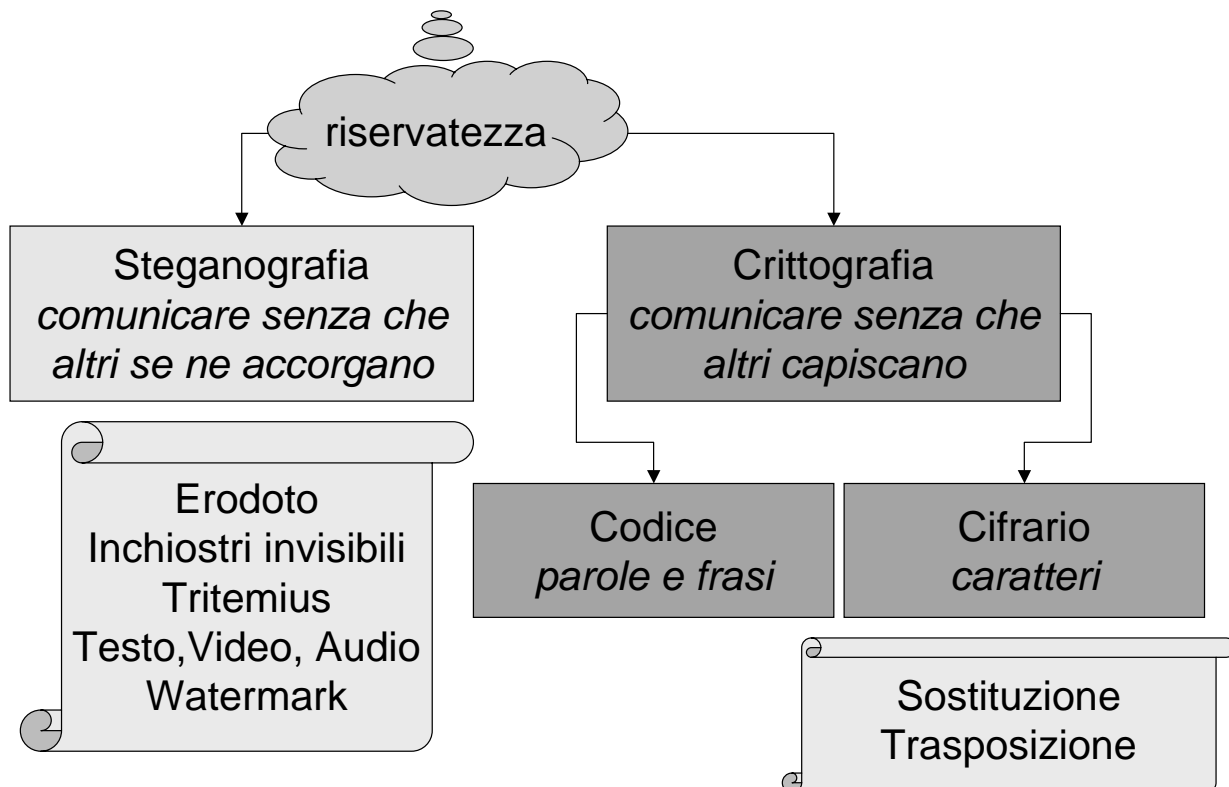 riservatezza
Steganografia
comunicare senza che
altri se ne accorgano
Crittografia
comunicare senza che
altri capiscano
Erodoto
Inchiostri invisibili
Tritemius
Testo,Video, Audio
Watermark
Codice
parole e frasi
Cifrario
caratteri
Sostituzione
Trasposizione